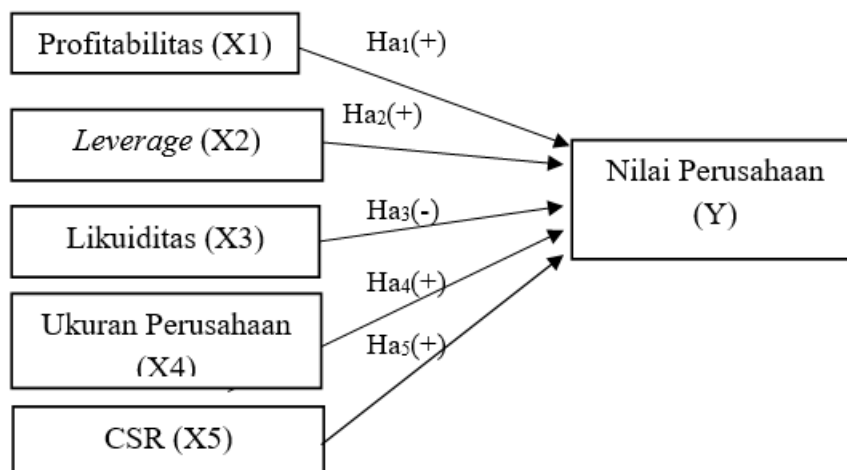 Profitabilitas (X1)
Ha1(+)
Leverage (X2)
Ha2(+)
Nilai Perusahaan
(Y)
Likuiditas (X3)
Ha3(-)
Ukuran Perusahaan
(X4)
Ha4(+)
Ha5(+)
CSR (X5)